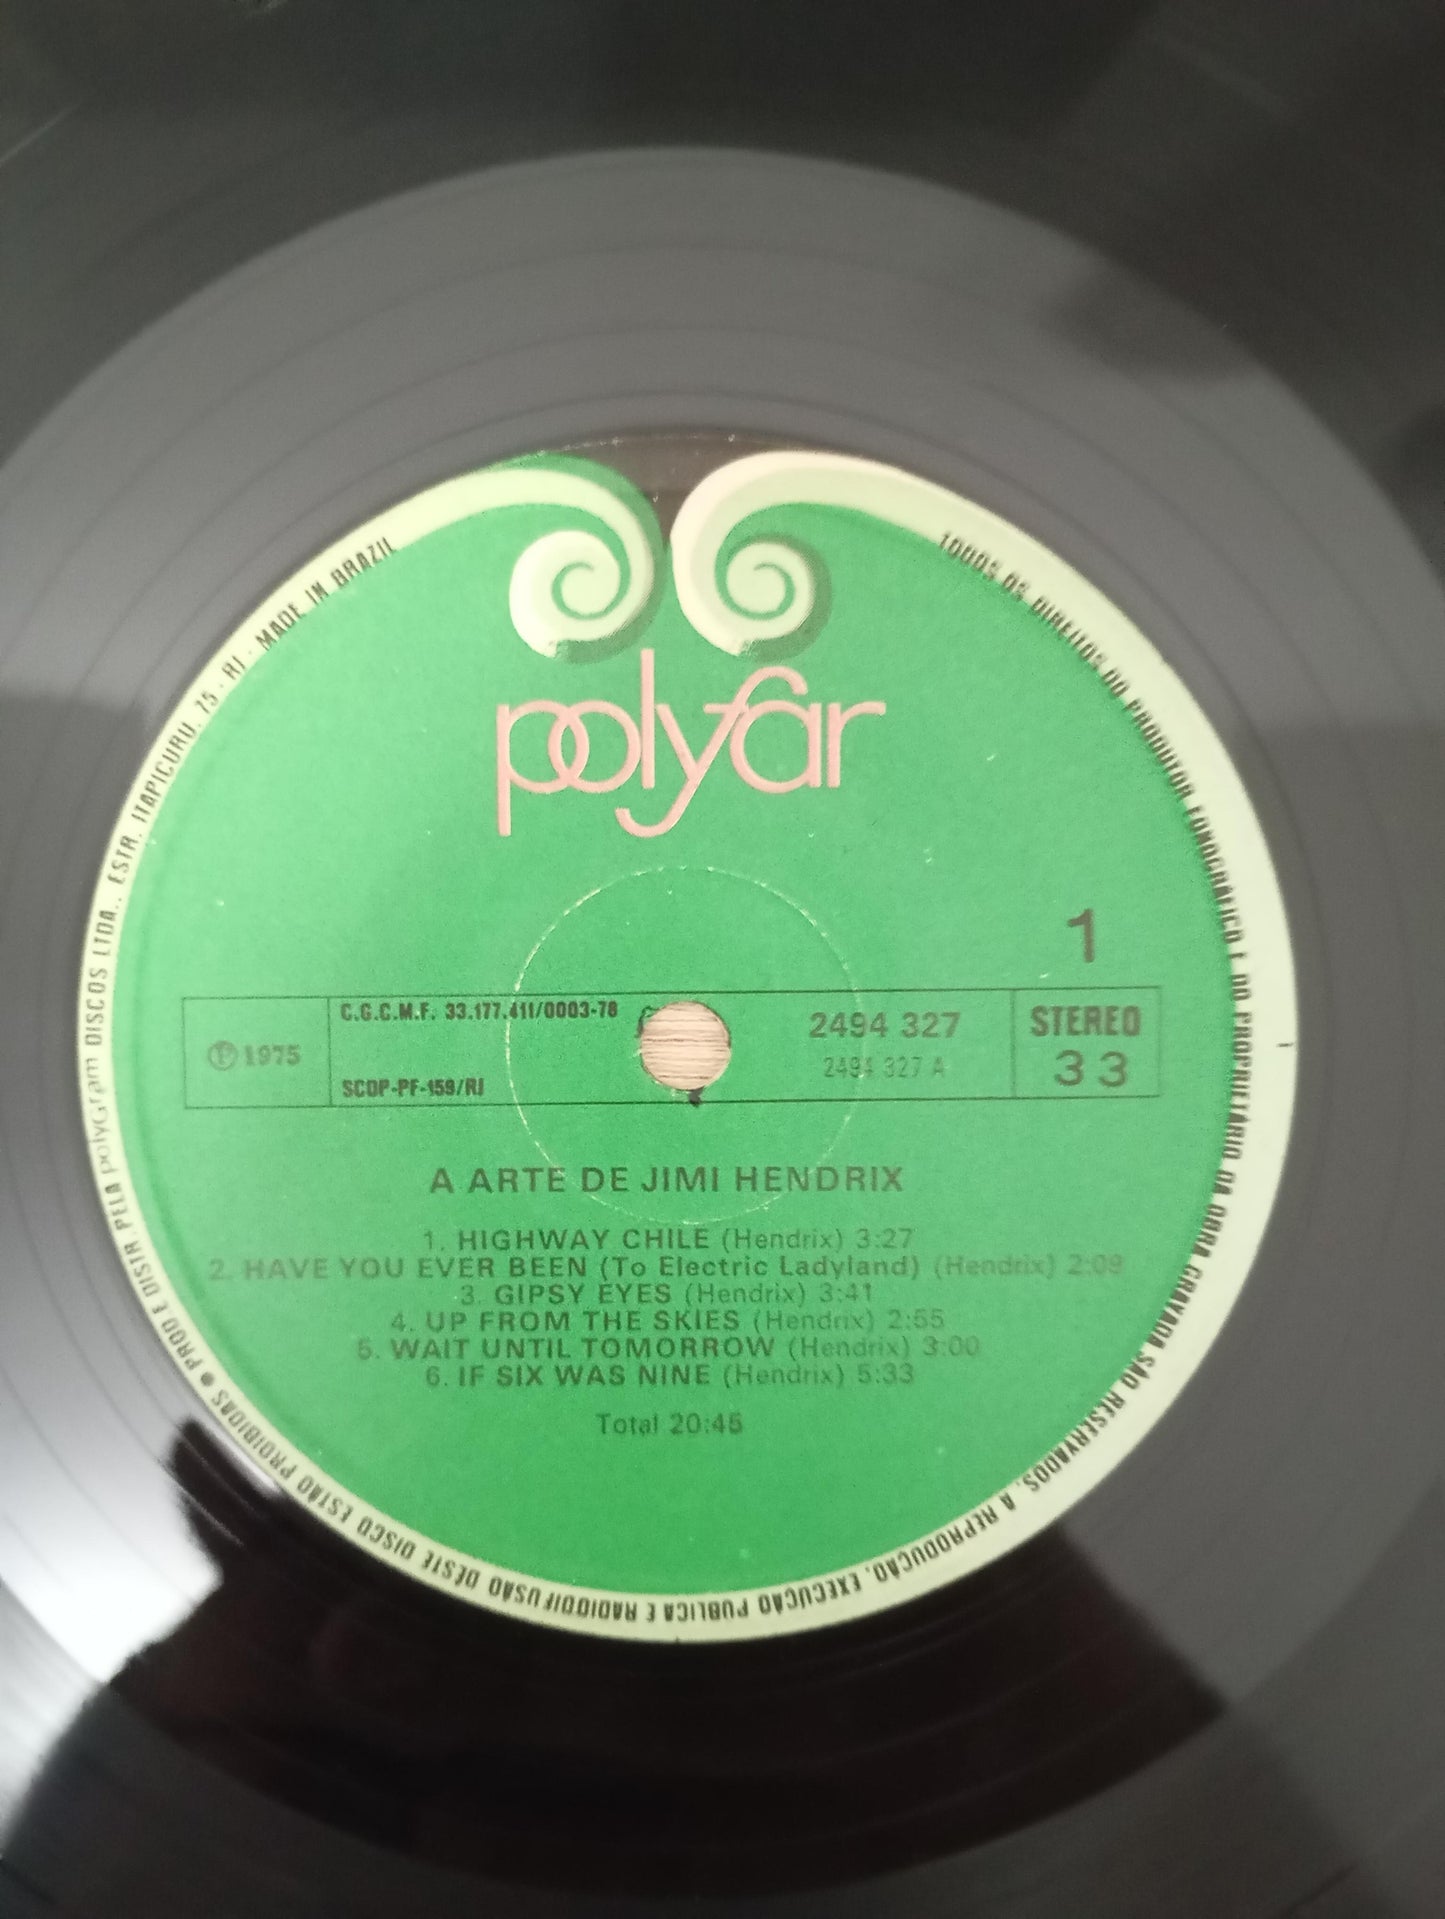 polyfar
1
C.G.C.M.F. 33.177.411/0003-78
2494 327
STEREO
Ⓟ 1975
2494 327 A
33
SCDP-PF-159/RJ
A ARTE DE JIMI HENDRIX
1. HIGHWAY CHILE (Hendrix) 3:27
2. HAVE YOU EVER BEEN (To Electric Ladyland) (Hendrix) 2:09
3. GIPSY EYES (Hendrix) 3:41
4. UP FROM THE SKIES (Hendrix) 2:55
5. WAIT UNTIL TOMORROW (Hendrix) 3:00
6. IF SIX WAS NINE (Hendrix) 5:33
Total 20:45
TODOS OS DIREITOS DO PRODUTOR FONOGRÁFICO E DO PROPRIETÁRIO DA OBRA GRAVADA SÃO RESERVADOS. A REPRODUÇÃO, EXECUÇÃO PUBLICA E RADIODIFUSÃO DESTE DISCO ESTÃO PROIBIDAS ● PROD. E DISTR. PELA polyGram DISCOS LTDA., ESTR. ITAPICURU, 75 - RJ - MADE IN BRAZIL